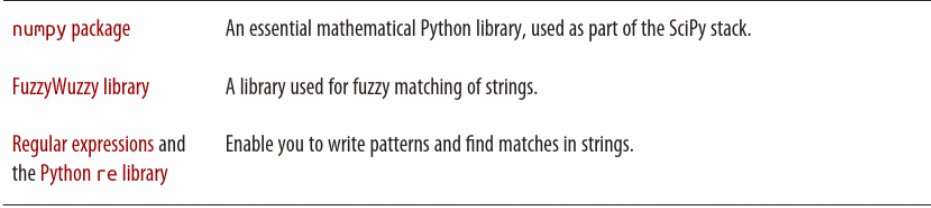 numpy package An essential mathematical Python library, used as part of the SciPy stack.
FuzzyWuzzy library A library used for fuzzy matching of strings.
Regular expressions and Enable you to write patterns and find matches in strings.
the Python re library